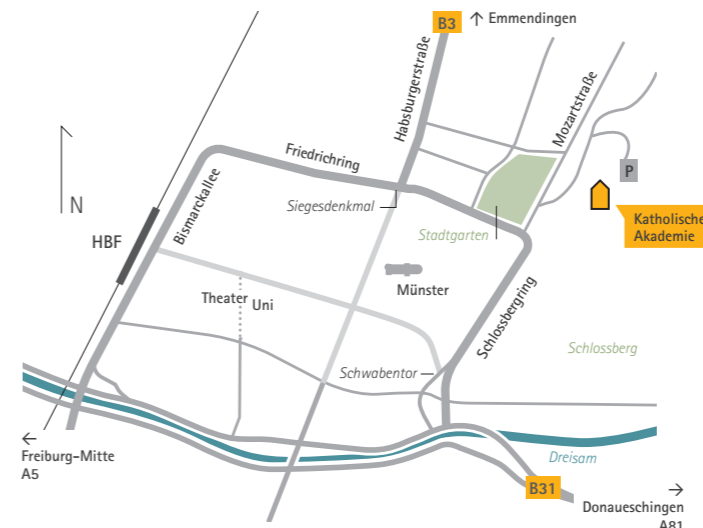 B3
↑ Emmendingen
Habsburgerstraße
Mozartstraße
Friedrichring
N
Bismarckallee
P
Siegesdenkmal
Katholische
Akademie
Stadtgarten
HBF
Münster
Theater
Uni
Schlossbergring
Schlossberg
Schwabentor
←
Freiburg-Mitte
A5
Dreisam
B31
→
Donaueschingen
A81